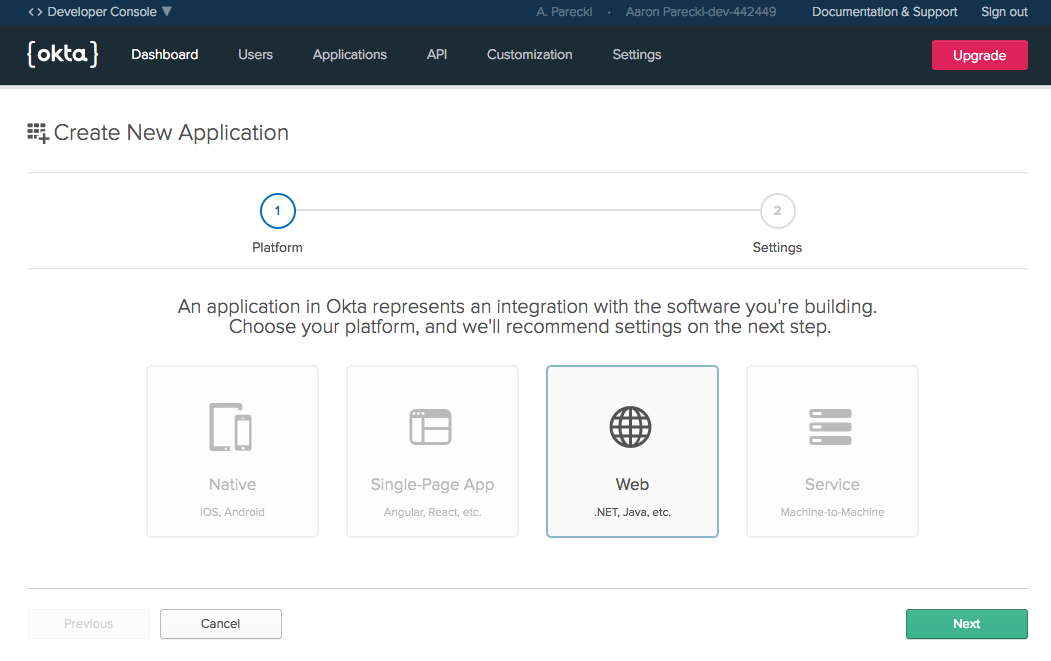 <> Developer Console ▼
A. Parecki · Aaron Parecki-dev-442449
Documentation & Support
Sign out
{okta}
Dashboard
Users
Applications
API
Customization
Settings
Upgrade
Create New Application
1
2
Platform
Settings
An application in Okta represents an integration with the software you're building.
Choose your platform, and we'll recommend settings on the next step.
Native
iOS, Android
Single-Page App
Angular, React, etc.
Web
.NET, Java, etc.
Service
Machine-to-Machine
Previous
Cancel
Next